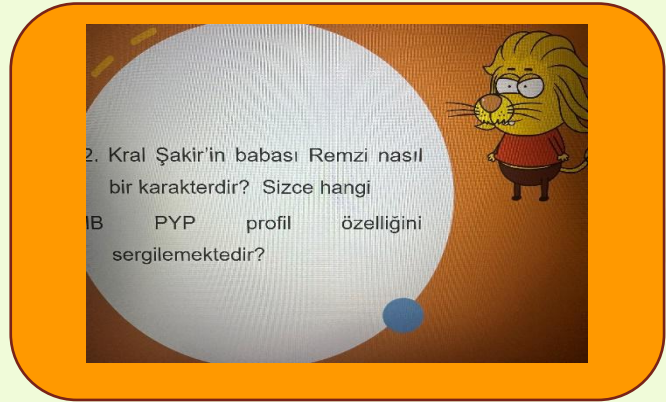 2. Kral Şakir'in babası Remzi nasıl
bir karakterdir? Sizce hangi
IB PYP profil özelliğini
sergilemektedir?